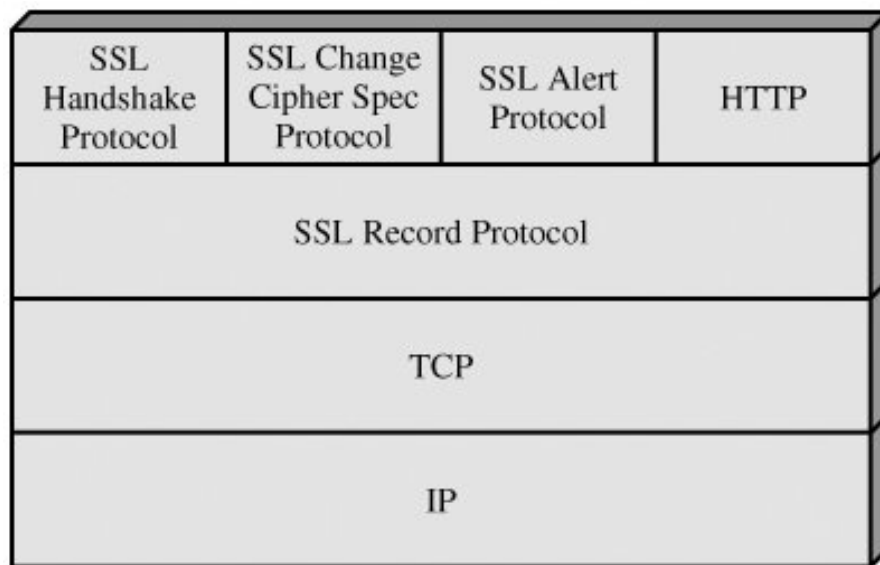 SSL
Handshake
Protocol
SSL Change
Cipher Spec
Protocol
SSL Alert
Protocol
HTTP
SSL Record Protocol
TCP
IP